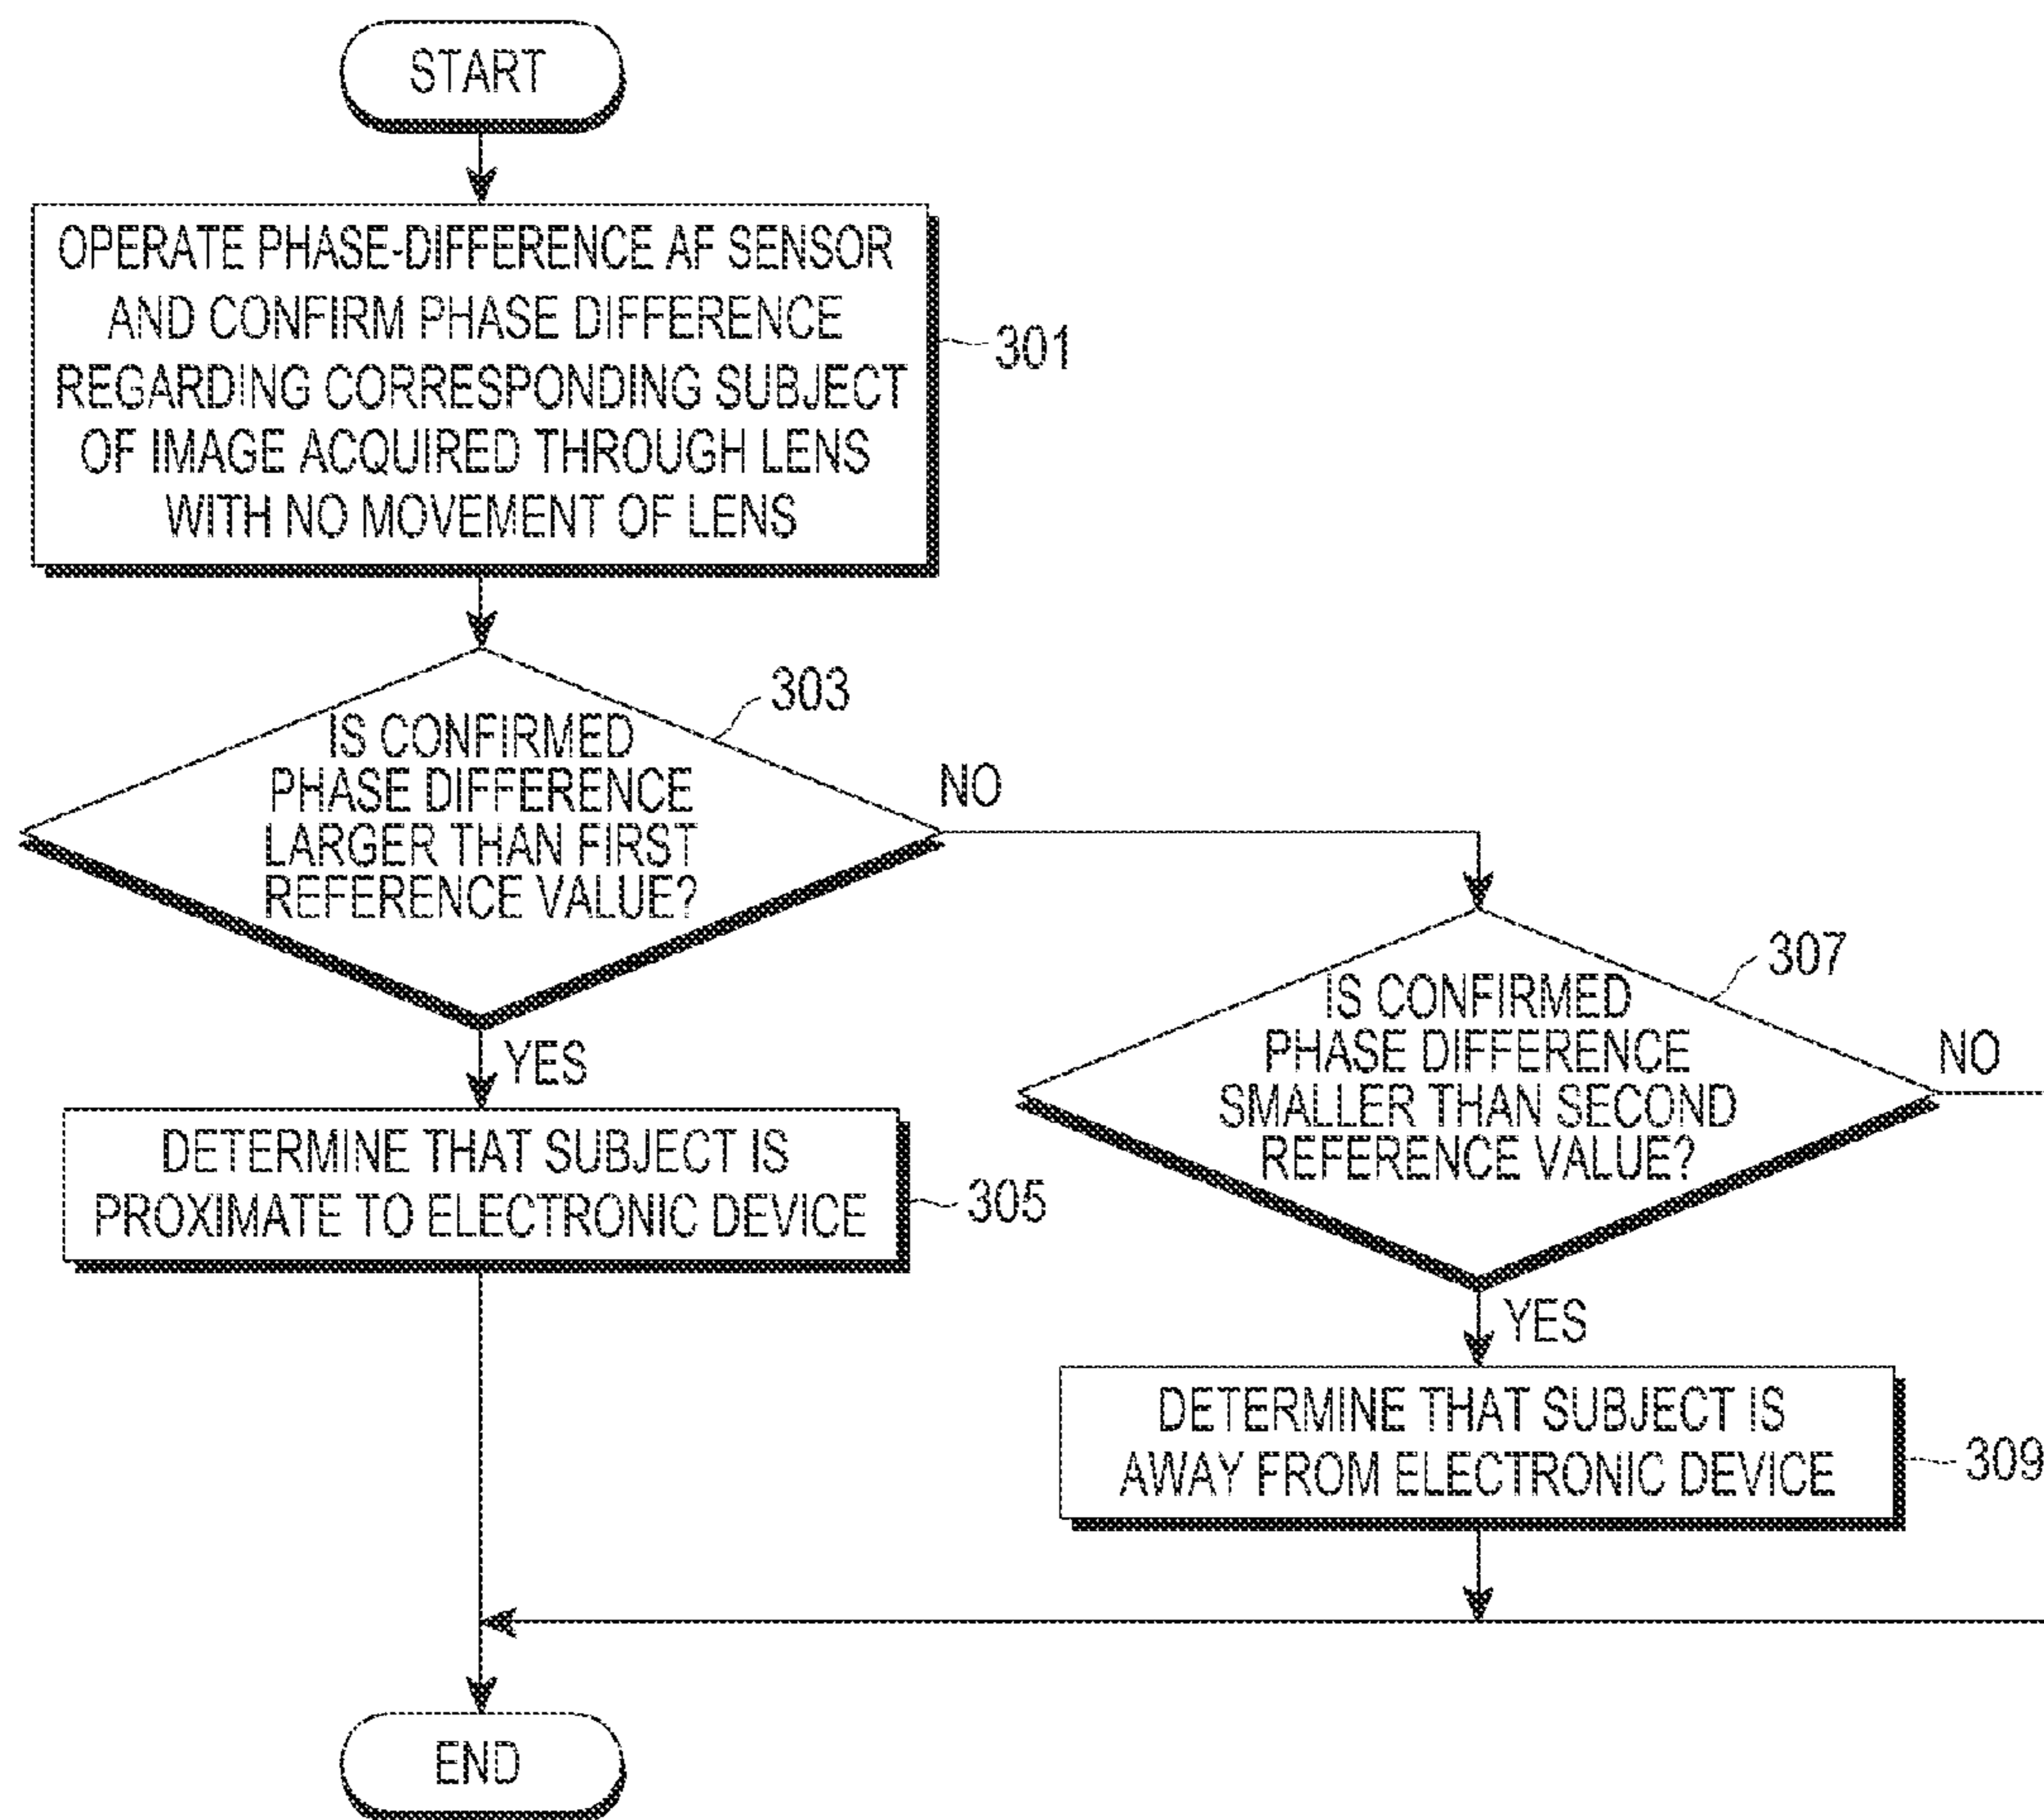 START
OPERATE PHASE-DIFFERENCE AF SENSOR
AND CONFIRM PHASE DIFFERENCE
REGARDING CORRESPONDING SUBJECT
OF IMAGE ACQUIRED THROUGH LENS
WITH NO MOVEMENT OF LENS
301
303
IS CONFIRMED
PHASE DIFFERENCE
LARGER THAN FIRST
REFERENCE VALUE?
NO
YES
DETERMINE THAT SUBJECT IS
PROXIMATE TO ELECTRONIC DEVICE
305
307
IS CONFIRMED
PHASE DIFFERENCE
SMALLER THAN SECOND
REFERENCE VALUE?
NO
YES
DETERMINE THAT SUBJECT IS
AWAY FROM ELECTRONIC DEVICE
309
END